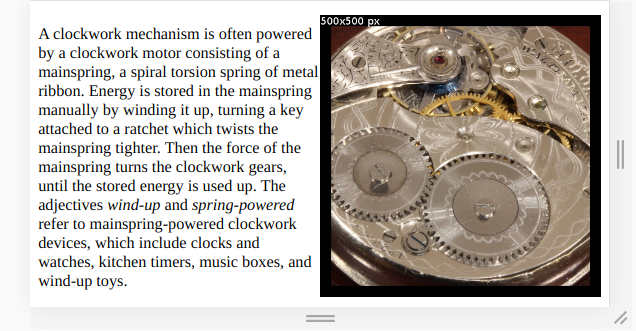 A clockwork mechanism is often powered
by a clockwork motor consisting of a
mainspring, a spiral torsion spring of metal
ribbon. Energy is stored in the mainspring
manually by winding it up, turning a key
attached to a ratchet which twists the
mainspring tighter. Then the force of the
mainspring turns the clockwork gears,
until the stored energy is used up. The
adjectives wind-up and spring-powered
refer to mainspring-powered clockwork
devices, which include clocks and
watches, kitchen timers, music boxes, and
wind-up toys.
500x500 px